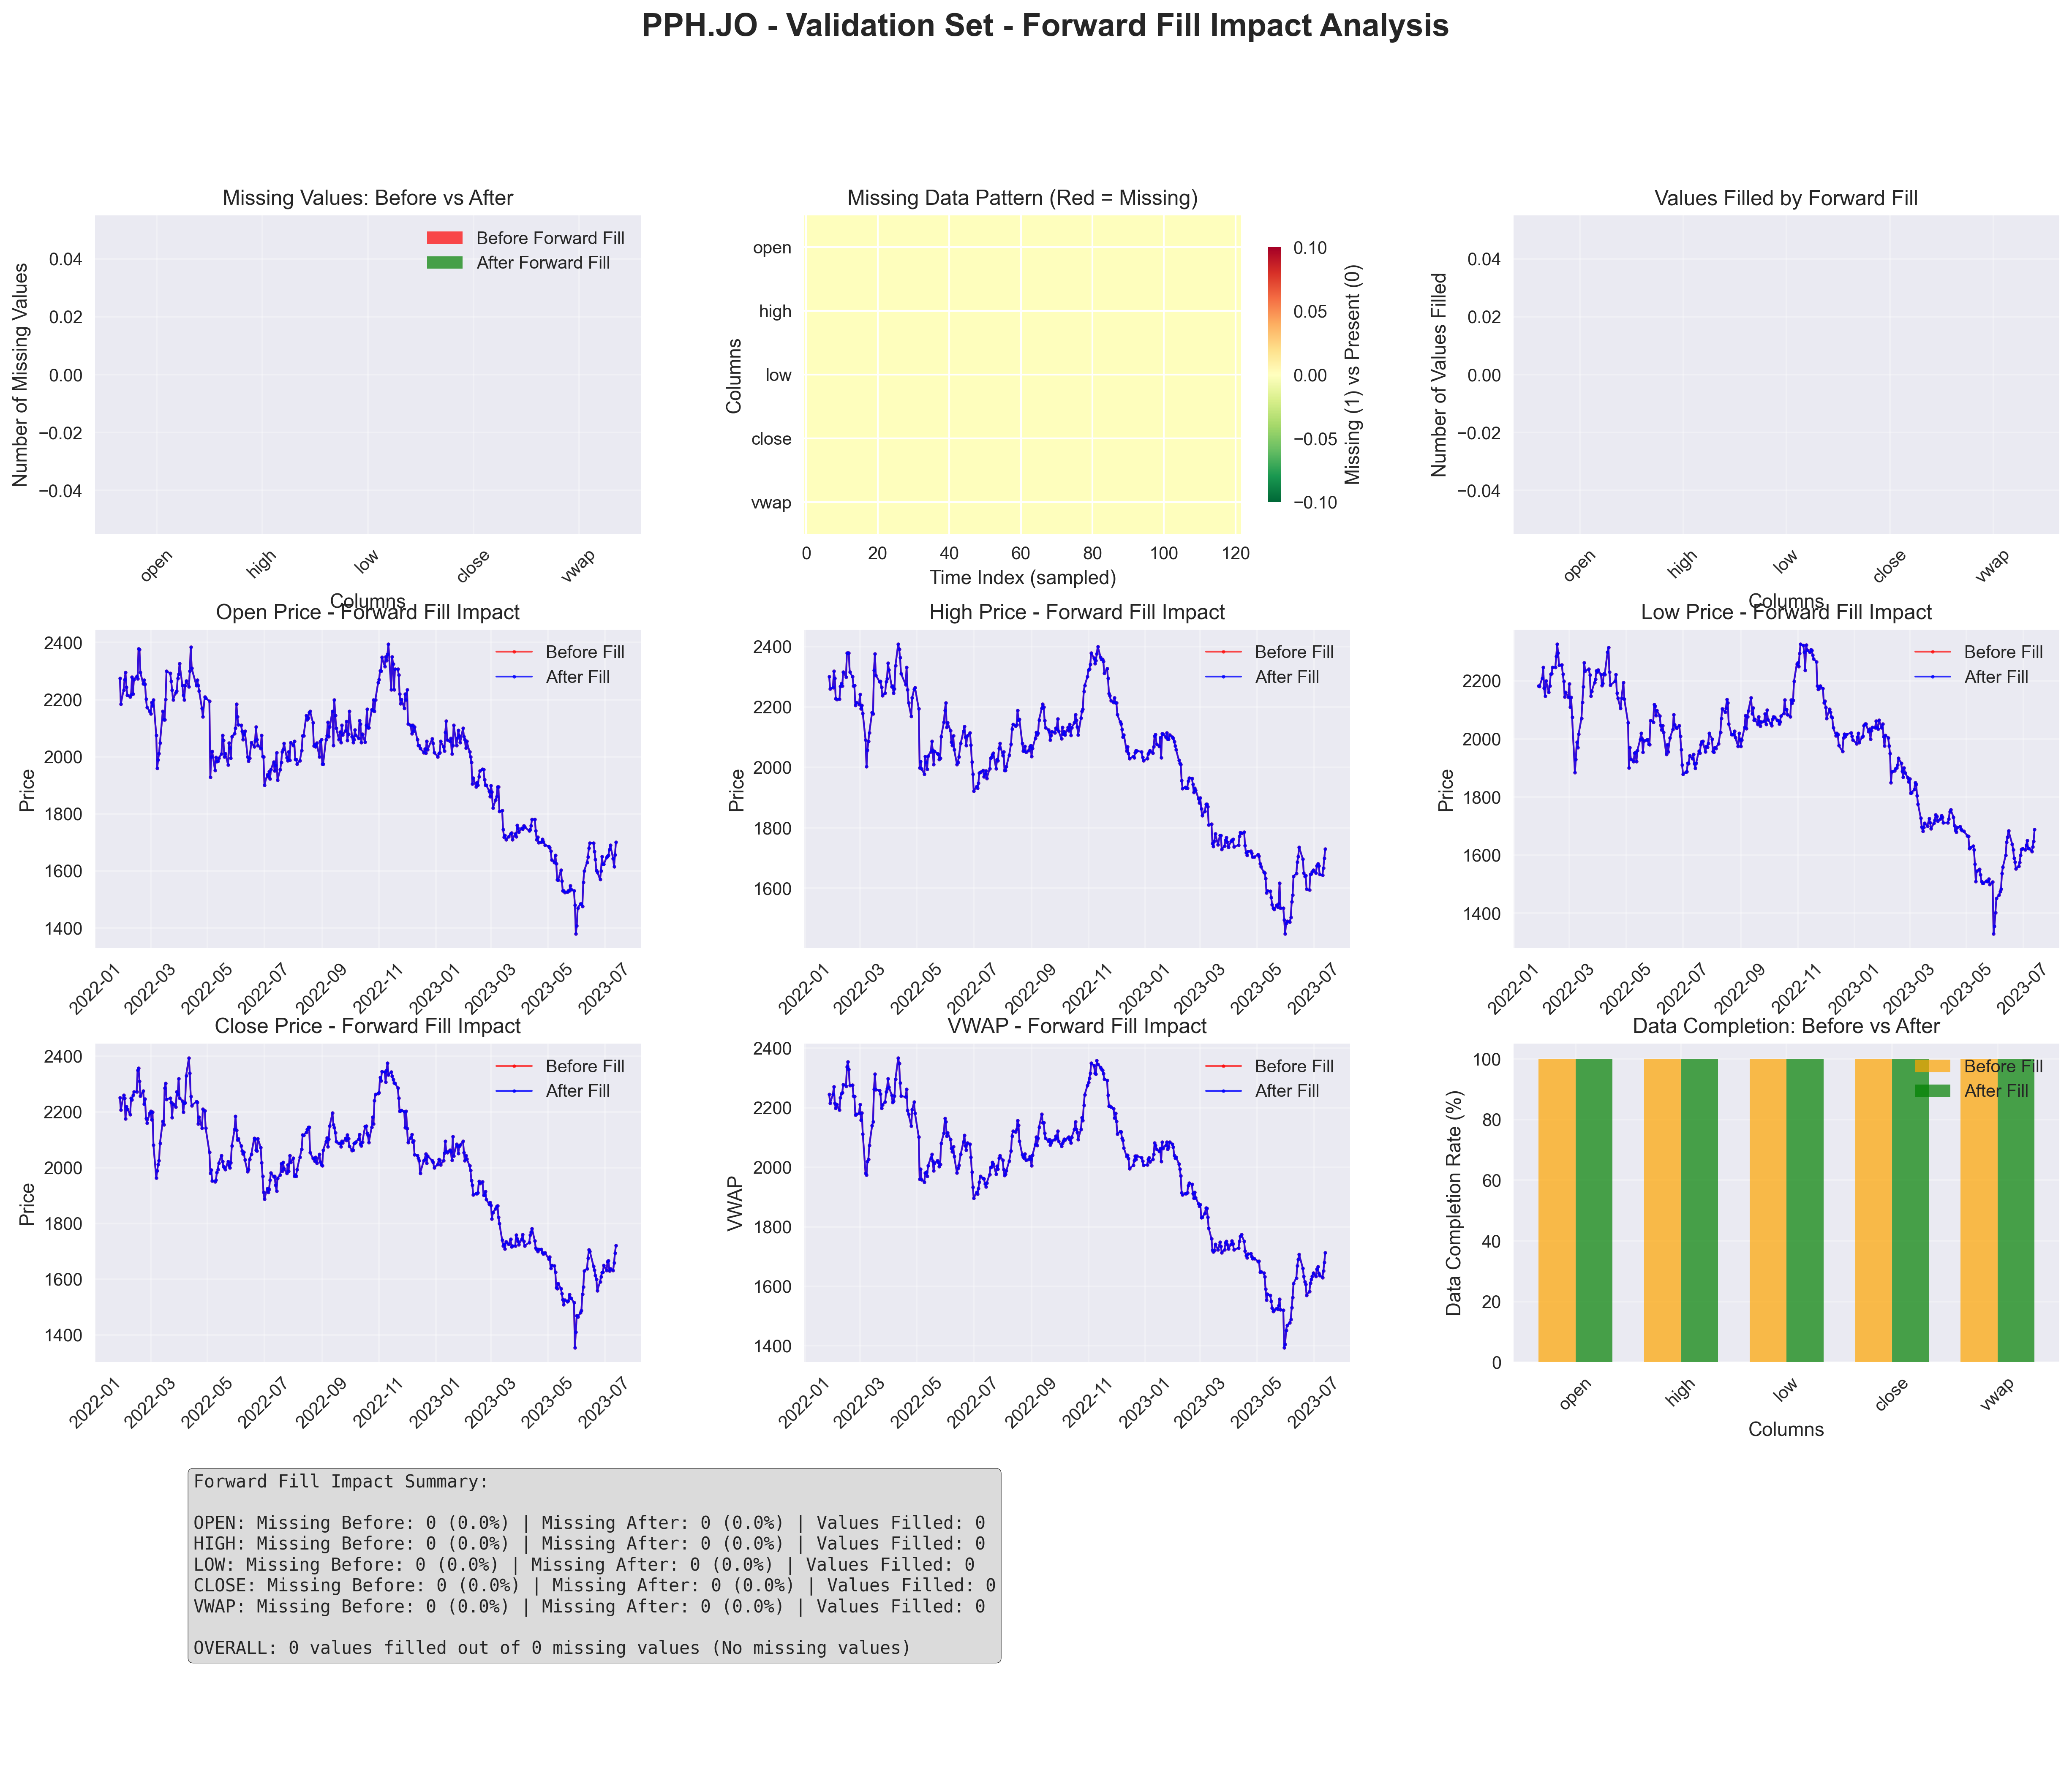 PPH.JO - Validation Set - Forward Fill Impact Analysis
Missing Values: Before vs After
Number of Missing Values
0.04
0.02
0.00
−0.02
−0.04
Before Forward Fill
After Forward Fill
open
high
low
close
vwap
Columns
Missing Data Pattern (Red = Missing)
Columns
open
high
low
close
vwap
0
20
40
60
80
100
120
Time Index (sampled)
0.10
0.05
0.00
−0.05
−0.10
Missing (1) vs Present (0)
Values Filled by Forward Fill
Number of Values Filled
0.04
0.02
0.00
−0.02
−0.04
open
high
low
close
vwap
Columns
Open Price - Forward Fill Impact
Price
2400
2200
2000
1800
1600
1400
Before Fill
After Fill
2022-01
2022-03
2022-05
2022-07
2022-09
2022-11
2023-01
2023-03
2023-05
2023-07
High Price - Forward Fill Impact
Price
2400
2200
2000
1800
1600
Before Fill
After Fill
2022-01
2022-03
2022-05
2022-07
2022-09
2022-11
2023-01
2023-03
2023-05
2023-07
Low Price - Forward Fill Impact
Price
2200
2000
1800
1600
1400
Before Fill
After Fill
2022-01
2022-03
2022-05
2022-07
2022-09
2022-11
2023-01
2023-03
2023-05
2023-07
Close Price - Forward Fill Impact
Price
2400
2200
2000
1800
1600
1400
Before Fill
After Fill
2022-01
2022-03
2022-05
2022-07
2022-09
2022-11
2023-01
2023-03
2023-05
2023-07
VWAP - Forward Fill Impact
VWAP
2400
2200
2000
1800
1600
1400
Before Fill
After Fill
2022-01
2022-03
2022-05
2022-07
2022-09
2022-11
2023-01
2023-03
2023-05
2023-07
Data Completion: Before vs After
Data Completion Rate (%)
100
80
60
40
20
0
Before Fill
After Fill
open
high
low
close
vwap
Columns
Forward Fill Impact Summary:
OPEN: Missing Before: 0 (0.0%) | Missing After: 0 (0.0%) | Values Filled: 0
HIGH: Missing Before: 0 (0.0%) | Missing After: 0 (0.0%) | Values Filled: 0
LOW: Missing Before: 0 (0.0%) | Missing After: 0 (0.0%) | Values Filled: 0
CLOSE: Missing Before: 0 (0.0%) | Missing After: 0 (0.0%) | Values Filled: 0
VWAP: Missing Before: 0 (0.0%) | Missing After: 0 (0.0%) | Values Filled: 0
OVERALL: 0 values filled out of 0 missing values (No missing values)